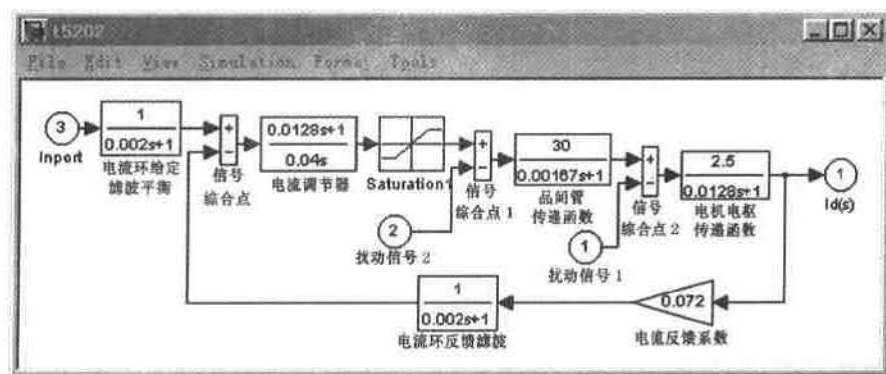 t5202
File Edit View Simulation Format Tools
3
Inport
1
0.002s+1
电流环给定
滤波平衡
+
−
信号
综合点
0.0128s+1
0.04s
电流调节器
Saturation1
2
扰动信号 2
+
−
信号
综合点 1
30
0.00167s+1
品闸管
传递函数
1
扰动信号 1
+
−
信号
综合点 2
2.5
0.0128s+1
电机电枢
传递函数
1
Id(s)
1
0.002s+1
电流环反馈滤波
0.072
电流反馈系数